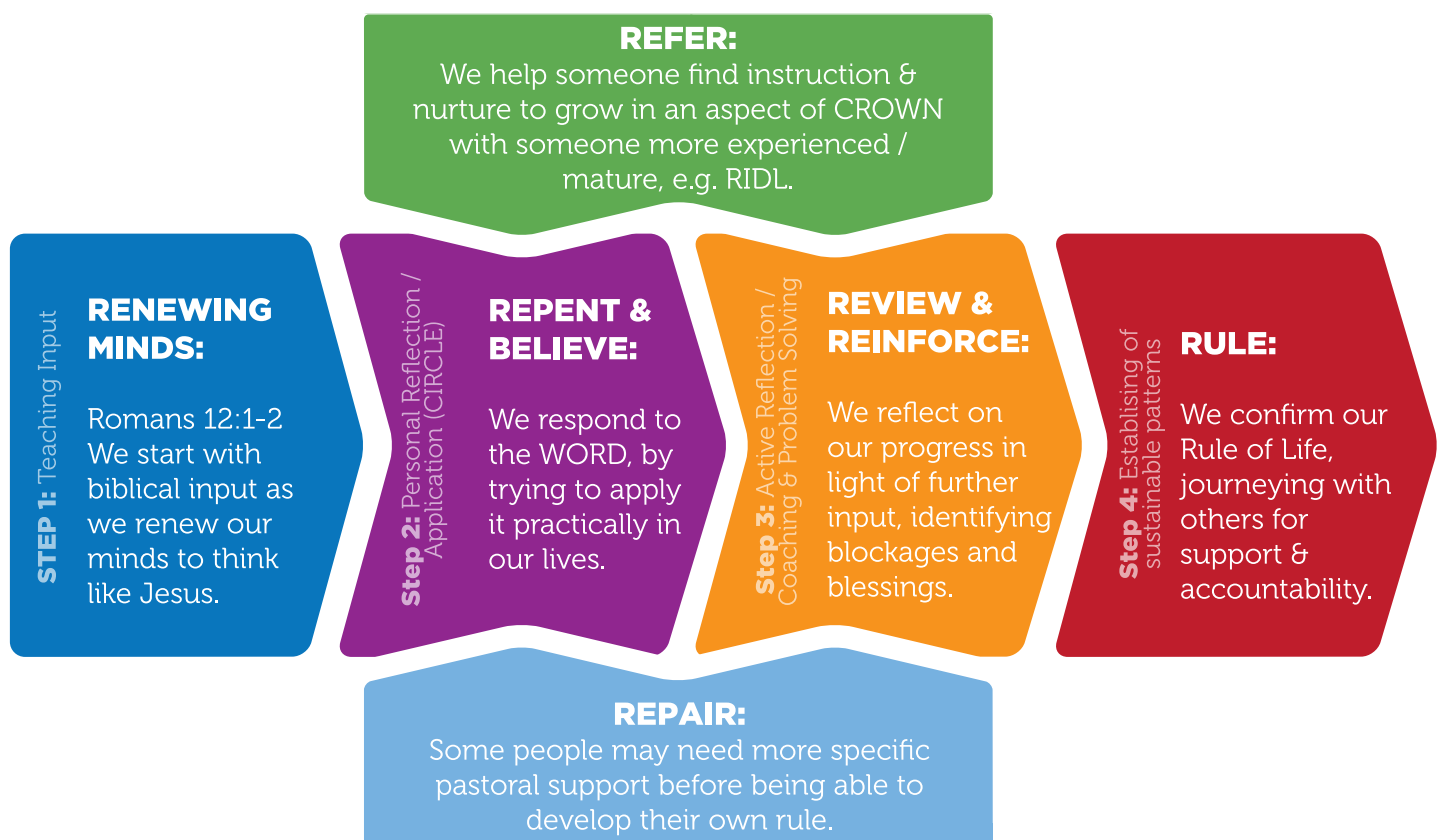 REFER:
We help someone find instruction &
nurture to grow in an aspect of CROWN
with someone more experienced /
mature, e.g. RIDL.
STEP 1: Teaching Input
RENEWING
MINDS:
Romans 12:1-2
We start with
biblical input as
we renew our
minds to think
like Jesus.
Step 2: Personal Reflection /
Application (CIRCLE)
REPENT &
BELIEVE:
We respond to
the WORD, by
trying to apply
it practically in
our lives.
Step 3: Active Reflection /
Coaching & Problem Solving
REVIEW &
REINFORCE:
We reflect on
our progress in
light of further
input, identifying
blockages and
blessings.
Step 4: Establising of
sustainable patterns
RULE:
We confirm our
Rule of Life,
journeying with
others for
support &
accountability.
REPAIR:
Some people may need more specific
pastoral support before being able to
develop their own rule.